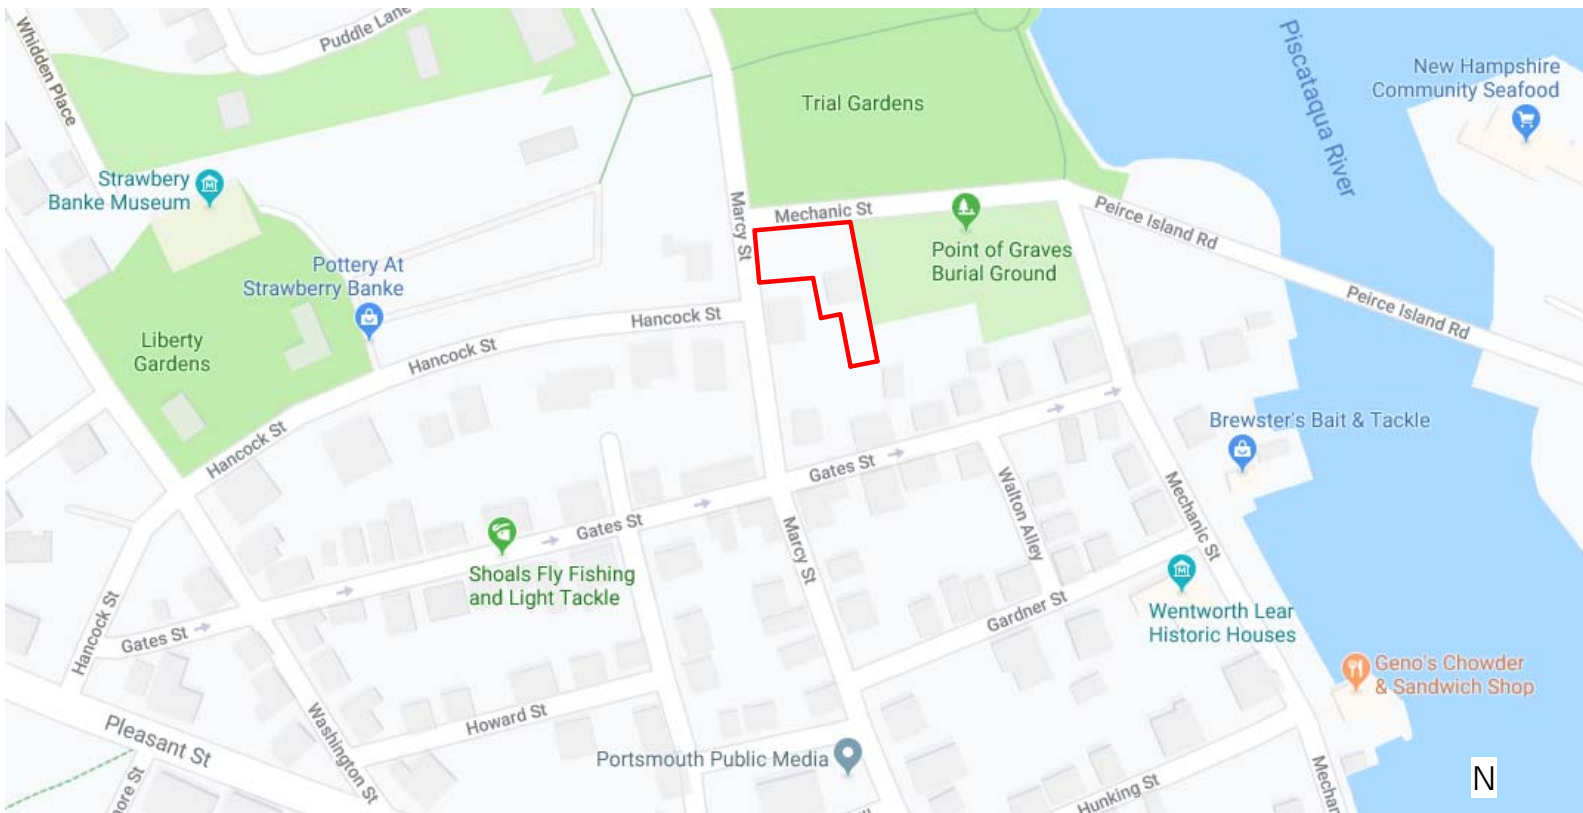 Whidden Place
Puddle Lane
Trial Gardens
Piscataqua River
New Hampshire
Community Seafood
Strawbery
Banke Museum
Marcy St
Mechanic St
Peirce Island Rd
Point of Graves
Burial Ground
Pottery At
Strawberry Banke
Peirce Island Rd
Hancock St
Liberty
Gardens
Hancock St
Hancock St
Brewster's Bait & Tackle
Gates St
Walton Alley
Mechanic St
Gates St
Marcy St
Shoals Fly Fishing
and Light Tackle
Hancock St
Gates St
Gardner St
Wentworth Lear
Historic Houses
Geno's Chowder
& Sandwich Shop
Howard St
Washington St
Pleasant St
Portsmouth Public Media
Hunking St
Mechan
ore St
N